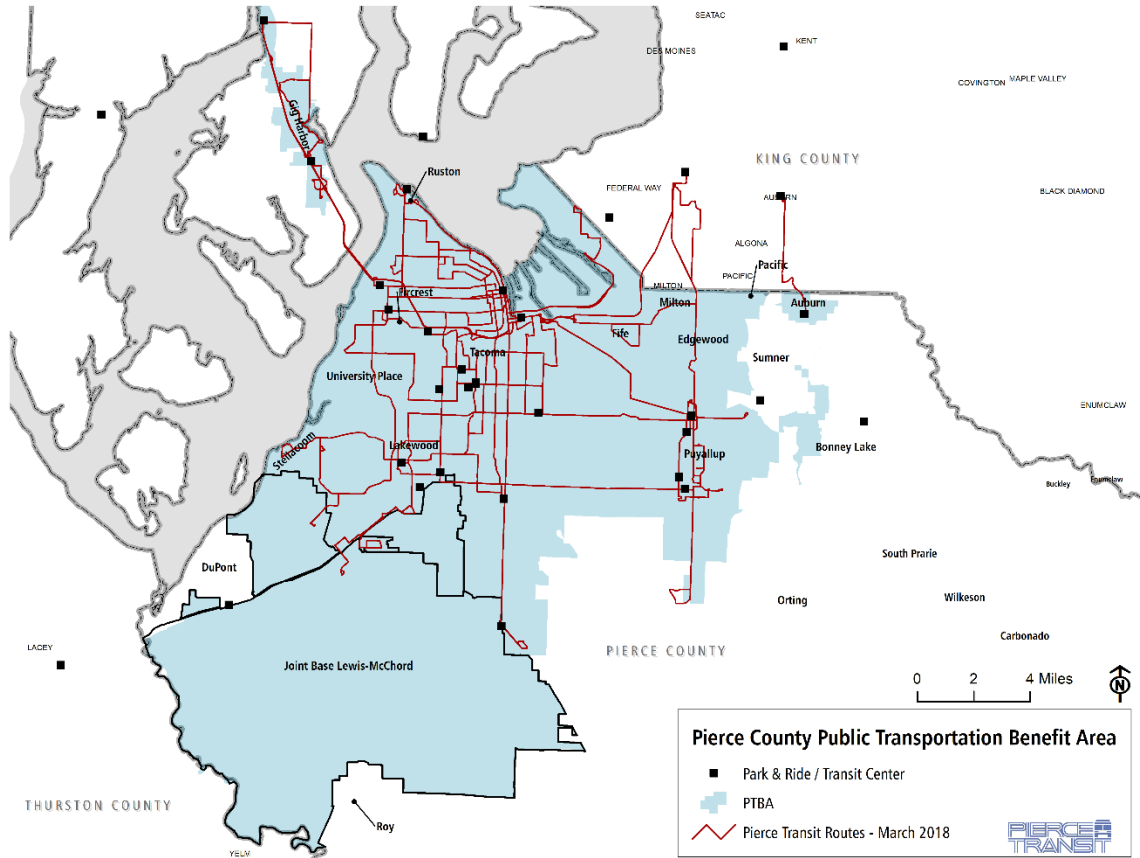 SEATAC
KENT
DES MOINES
COVINGTON
MAPLE VALLEY
Gig Harbor
KING COUNTY
Ruston
FEDERAL WAY
AUBURN
BLACK DIAMOND
ALGONA
PACIFIC
Pacific
MILTON
Milton
Auburn
Fircrest
Fife
Edgewood
Tacoma
Sumner
University Place
ENUMCLAW
Lakewood
Steilacoom
Puyallup
Bonney Lake
Buckley
Enumclaw
South Prarie
DuPont
Orting
Wilkeson
Carbonado
LACEY
PIERCE COUNTY
Joint Base Lewis-McChord
0 2 4 Miles
N
THURSTON COUNTY
Roy
YELM
Pierce County Public Transportation Benefit Area
Park & Ride / Transit Center
PTBA
Pierce Transit Routes - March 2018
PIERCE
TRANSIT